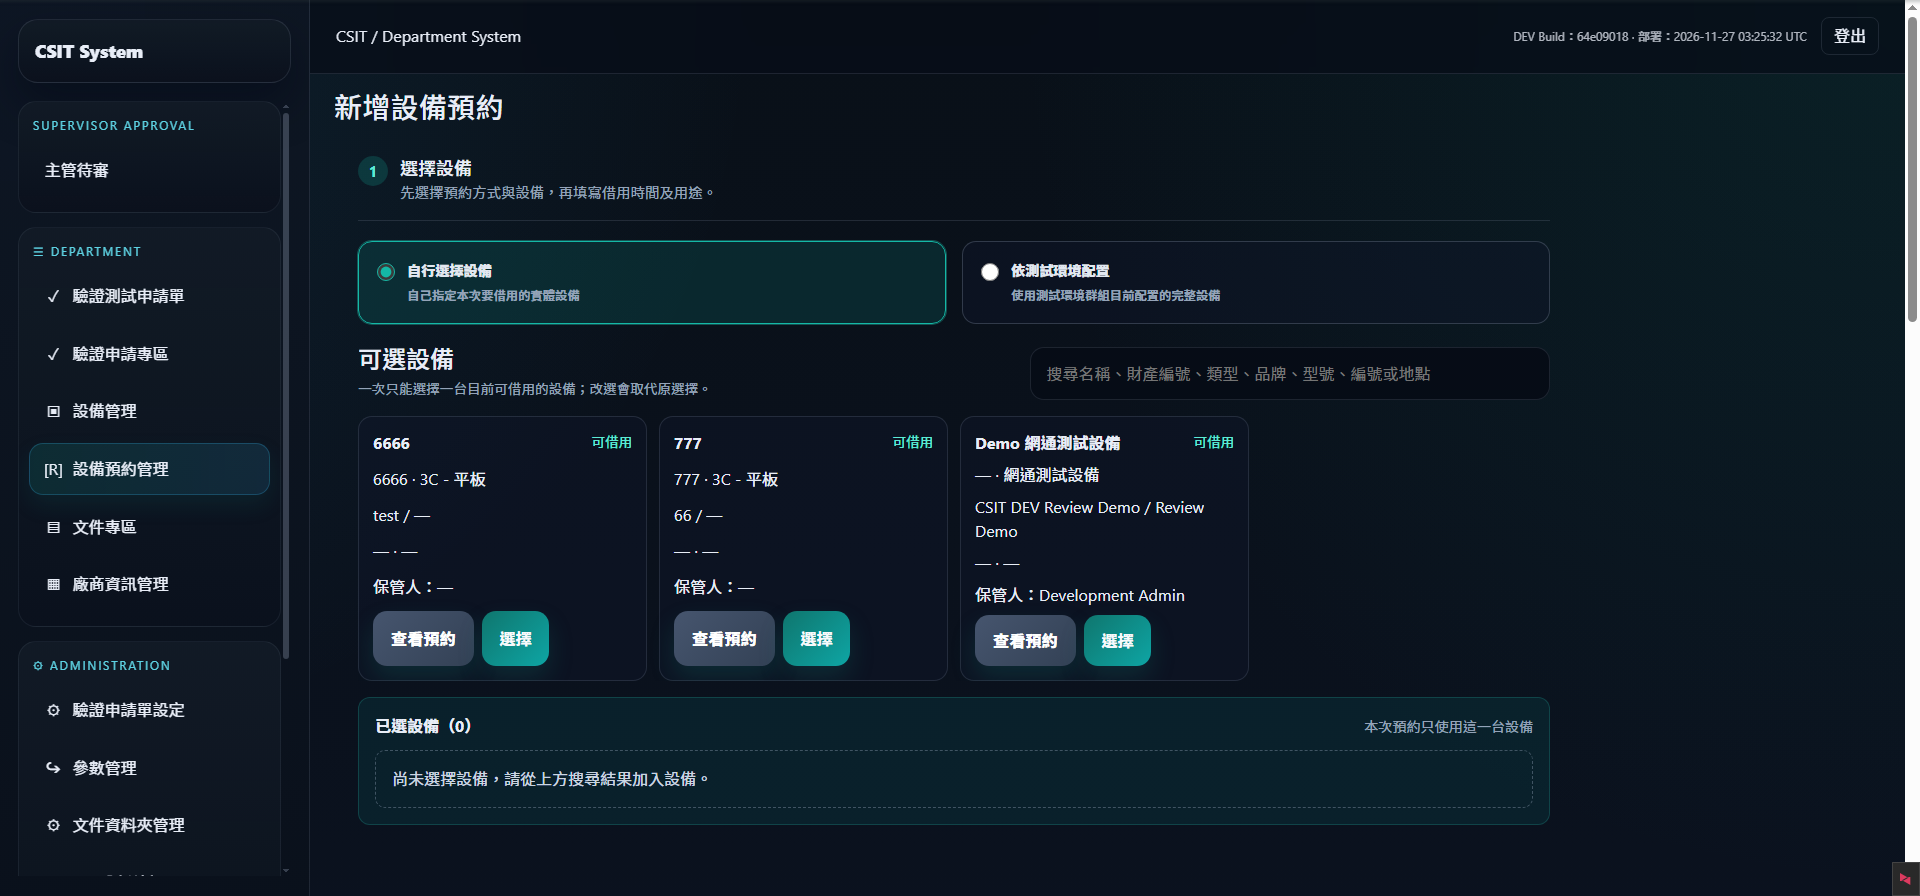 CSIT System
SUPERVISOR APPROVAL
主管待審
☰ DEPARTMENT
✓ 驗證測試申請單
✓ 驗證申請專區
▣ 設備管理
[R] 設備預約管理
▤ 文件專區
▦ 廠商資訊管理
⚙ ADMINISTRATION
⚙ 驗證申請單設定
↪ 參數管理
⚙ 文件資料夾管理
CSIT / Department System
DEV Build：64e09018 · 部署：2026-11-27 03:25:32 UTC
登出
新增設備預約
1
選擇設備
先選擇預約方式與設備，再填寫借用時間及用途。
自行選擇設備
自己指定本次要借用的實體設備
依測試環境配置
使用測試環境群組目前配置的完整設備
可選設備
一次只能選擇一台目前可借用的設備；改選會取代原選擇。
搜尋名稱、財產編號、類型、品牌、型號、編號或地點
6666 可借用
6666 · 3C - 平板
test / —
— · —
保管人：—
查看預約 選擇
777 可借用
777 · 3C - 平板
66 / —
— · —
保管人：—
查看預約 選擇
Demo 網通測試設備 可借用
— · 網通測試設備
CSIT DEV Review Demo / Review
Demo
— · —
保管人：Development Admin
查看預約 選擇
已選設備（0）
本次預約只使用這一台設備
尚未選擇設備，請從上方搜尋結果加入設備。